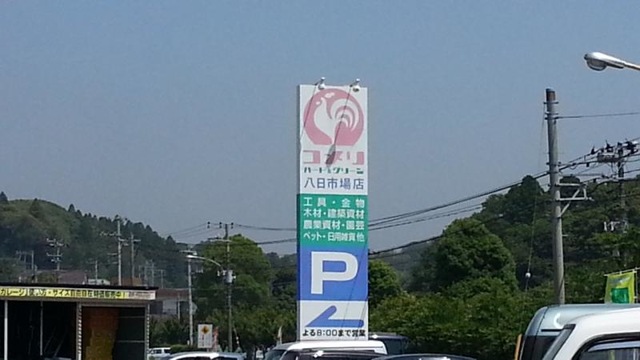 コメリ
ハード&グリーン
八日市場店
工具・金物
木材・建築資材
農業資材・園芸
ペット・日用雑貨他
P
よる8:00まで営業